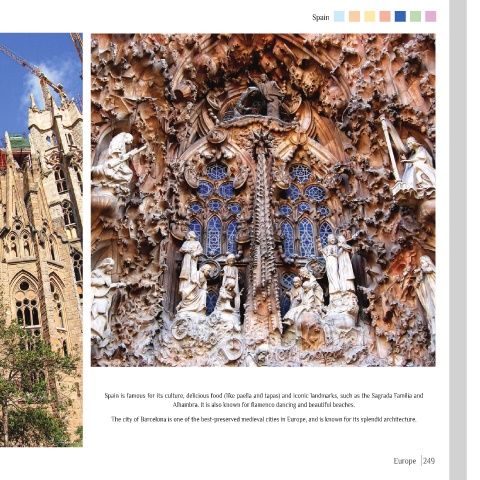 Spain
Spain is famous for its culture, delicious food (like paella and tapas) and iconic landmarks, such as the Sagrada Familia and
Alhambra. It is also known for flamenco dancing and beautiful beaches.
The city of Barcelona is one of the best-preserved medieval cities in Europe, and is known for its splendid architecture.
Europe | 249